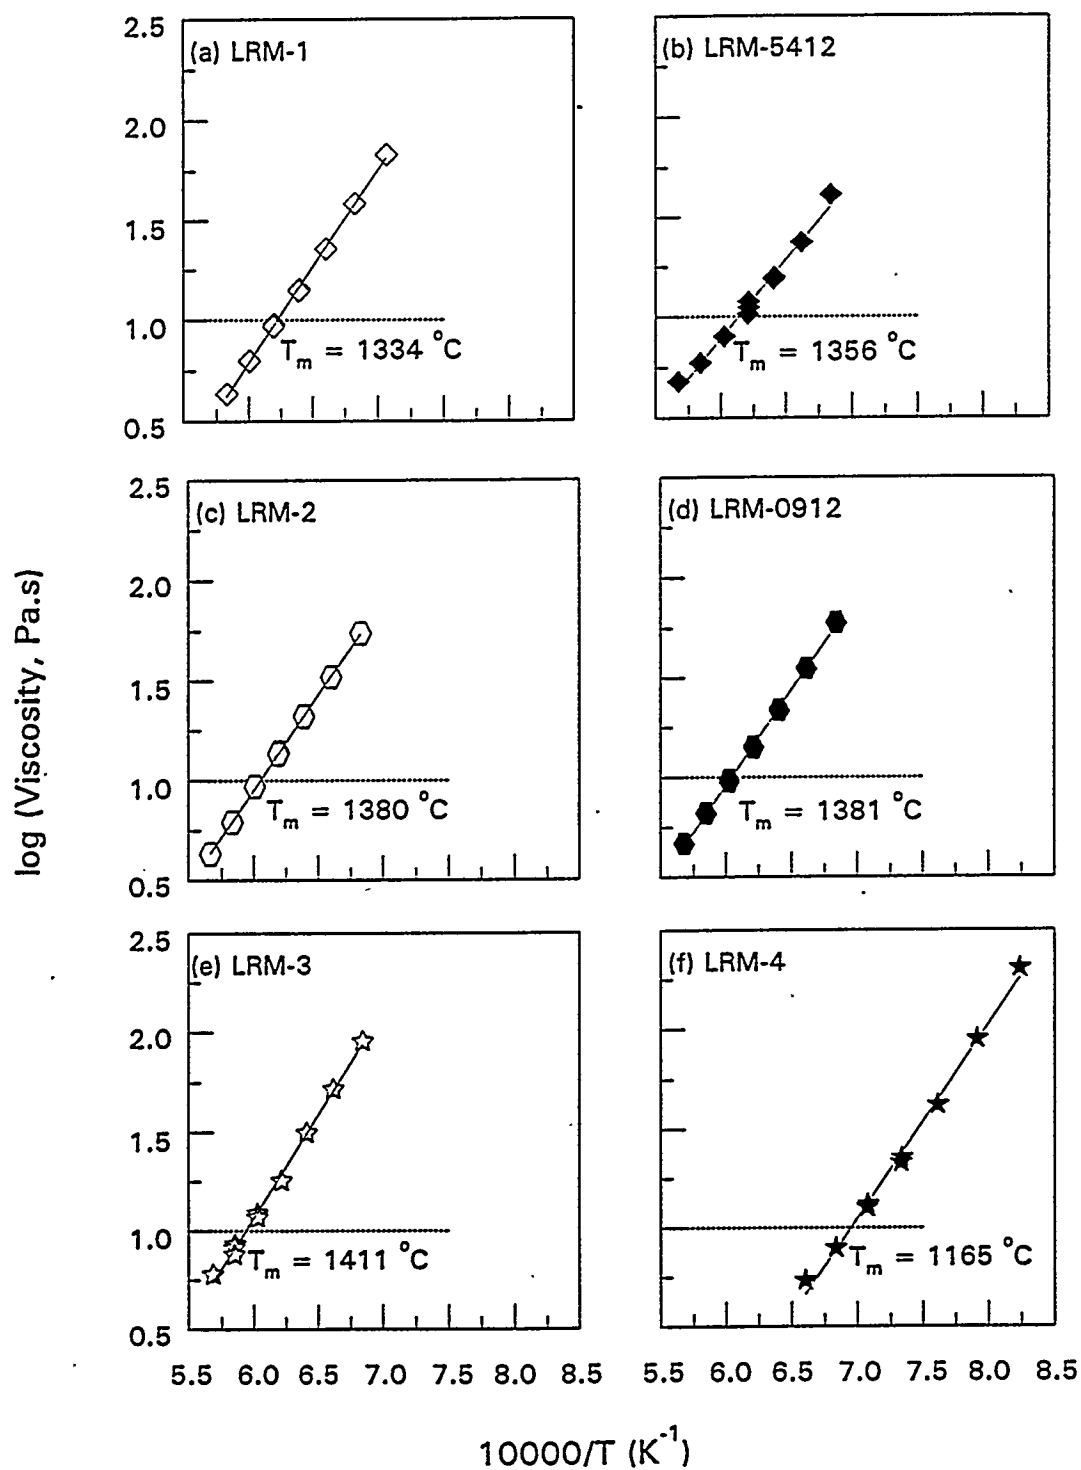 2.5
(a) LRM-1
2.0
1.5
1.0
T_m = 1334 °C
0.5
(b) LRM-5412
T_m = 1356 °C
2.5
(c) LRM-2
2.0
1.5
1.0
T_m = 1380 °C
0.5
(d) LRM-0912
T_m = 1381 °C
log (Viscosity, Pa.s)
2.5
(e) LRM-3
2.0
1.5
1.0
T_m = 1411 °C
0.5
5.5 6.0 6.5 7.0 7.5 8.0 8.5
(f) LRM-4
T_m = 1165 °C
5.5 6.0 6.5 7.0 7.5 8.0 8.5
10000/T (K⁻¹)